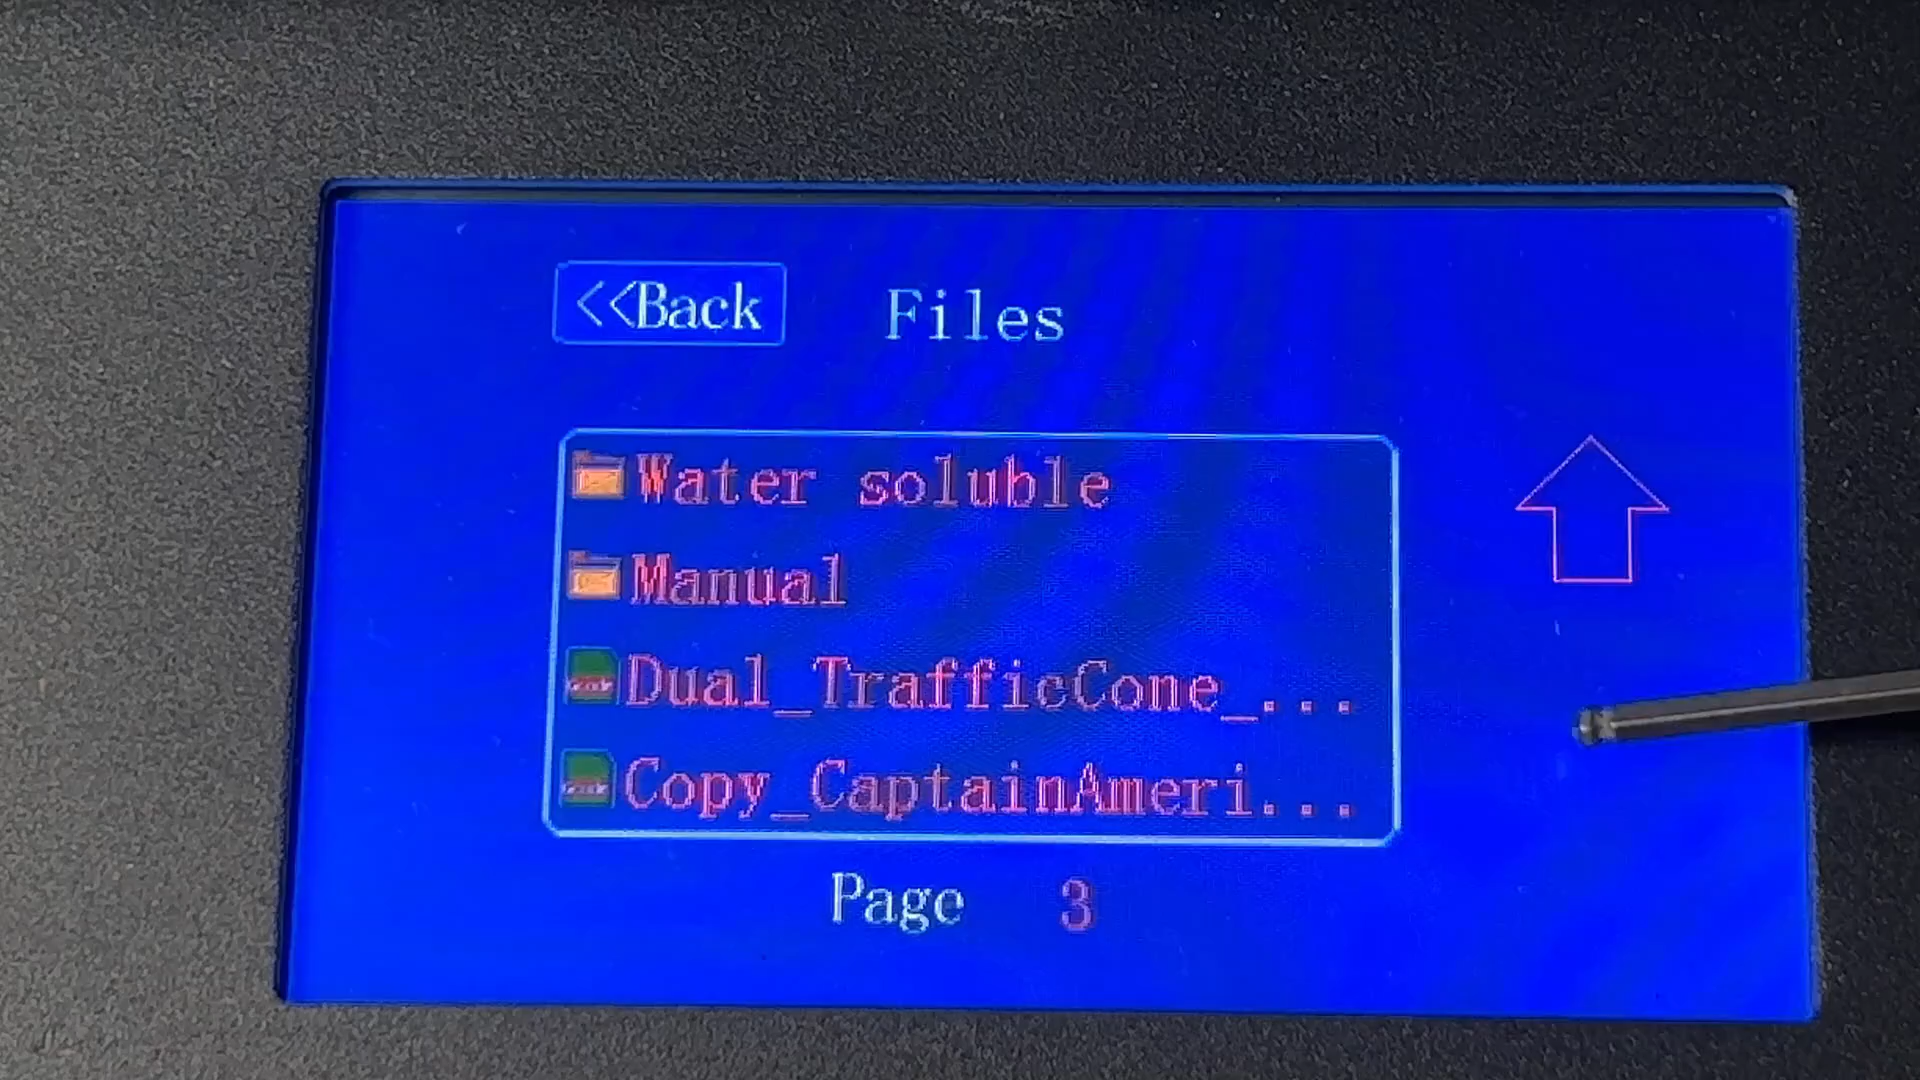 <<Back
Files
Water soluble
Manual
Dual_TrafficCone_...
Copy_CaptainAmeri...
Page 3